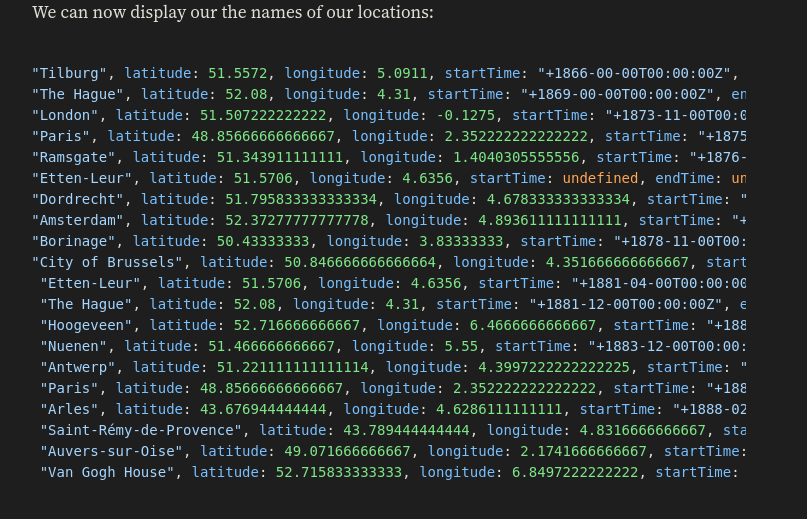 We can now display our the names of our locations:
"Tilburg", latitude: 51.5572, longitude: 5.0911, startTime: "+1866-00-00T00:00:00Z",
"The Hague", latitude: 52.08, longitude: 4.31, startTime: "+1869-00-00T00:00:00Z", en
"London", latitude: 51.507222222222, longitude: -0.1275, startTime: "+1873-11-00T00:0
"Paris", latitude: 48.85666666666667, longitude: 2.352222222222222, startTime: "+1875
"Ramsgate", latitude: 51.343911111111, longitude: 1.4040305555556, startTime: "+1876-
"Etten-Leur", latitude: 51.5706, longitude: 4.6356, startTime: undefined, endTime: un
"Dordrecht", latitude: 51.795833333333334, longitude: 4.678333333333334, startTime: "
"Amsterdam", latitude: 52.37277777777778, longitude: 4.893611111111111, startTime: "+
"Borinage", latitude: 50.43333333, longitude: 3.83333333, startTime: "+1878-11-00T00:
"City of Brussels", latitude: 50.846666666666664, longitude: 4.351666666666667, start
"Etten-Leur", latitude: 51.5706, longitude: 4.6356, startTime: "+1881-04-00T00:00:00
"The Hague", latitude: 52.08, longitude: 4.31, startTime: "+1881-12-00T00:00:00Z", e
"Hoogeveen", latitude: 52.716666666667, longitude: 6.4666666666667, startTime: "+188
"Nuenen", latitude: 51.466666666667, longitude: 5.55, startTime: "+1883-12-00T00:00:
"Antwerp", latitude: 51.221111111111114, longitude: 4.3997222222222225, startTime: "
"Paris", latitude: 48.85666666666667, longitude: 2.352222222222222, startTime: "+188
"Arles", latitude: 43.676944444444, longitude: 4.6286111111111, startTime: "+1888-02
"Saint-Rémy-de-Provence", latitude: 43.789444444444, longitude: 4.8316666666667, sta
"Auvers-sur-Oise", latitude: 49.071666666667, longitude: 2.1741666666667, startTime:
"Van Gogh House", latitude: 52.715833333333, longitude: 6.8497222222222, startTime: